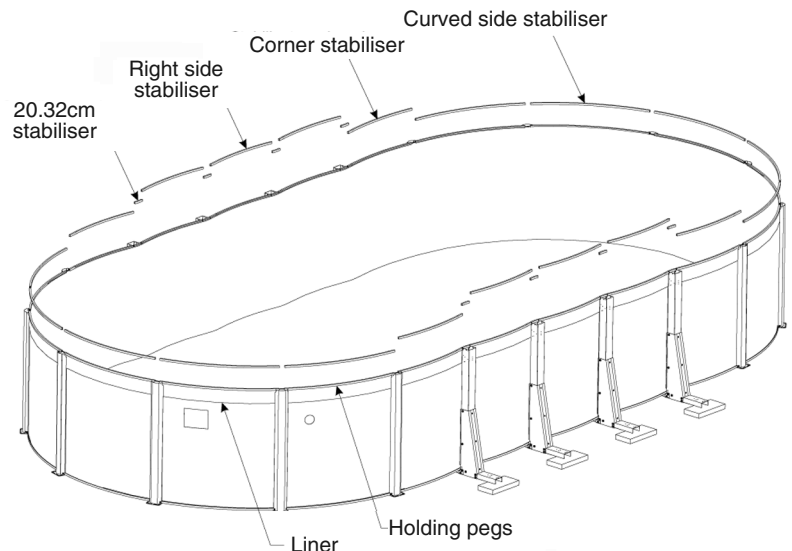 Curved side stabiliser
Corner stabiliser
Right side
stabiliser
20.32cm
stabiliser
Holding pegs
Liner